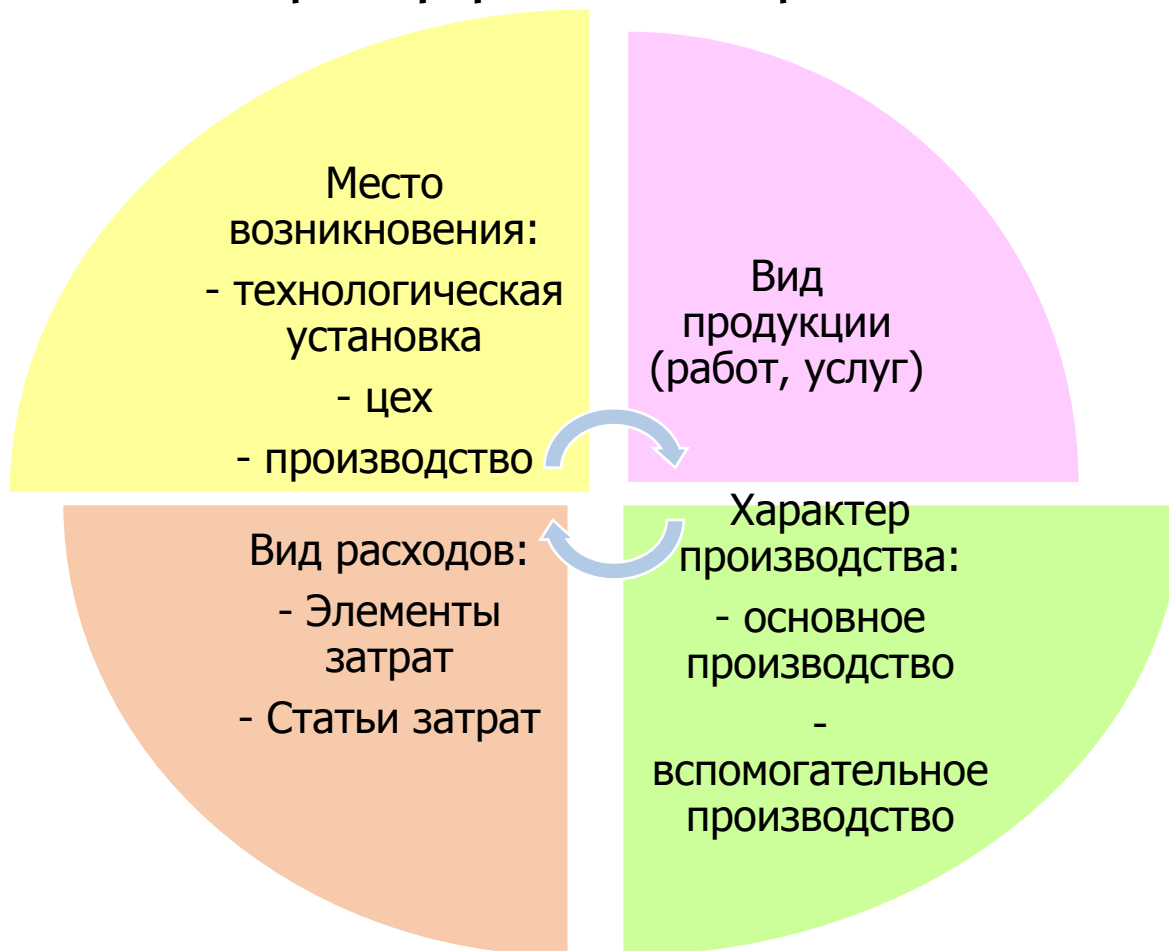 Место
возникновения:
- технологическая
установка
- цех
- производство
Вид
продукции
(работ, услуг)
Вид расходов:
- Элементы
затрат
- Статьи затрат
Характер
производства:
- основное
производство
-
вспомогательное
производство